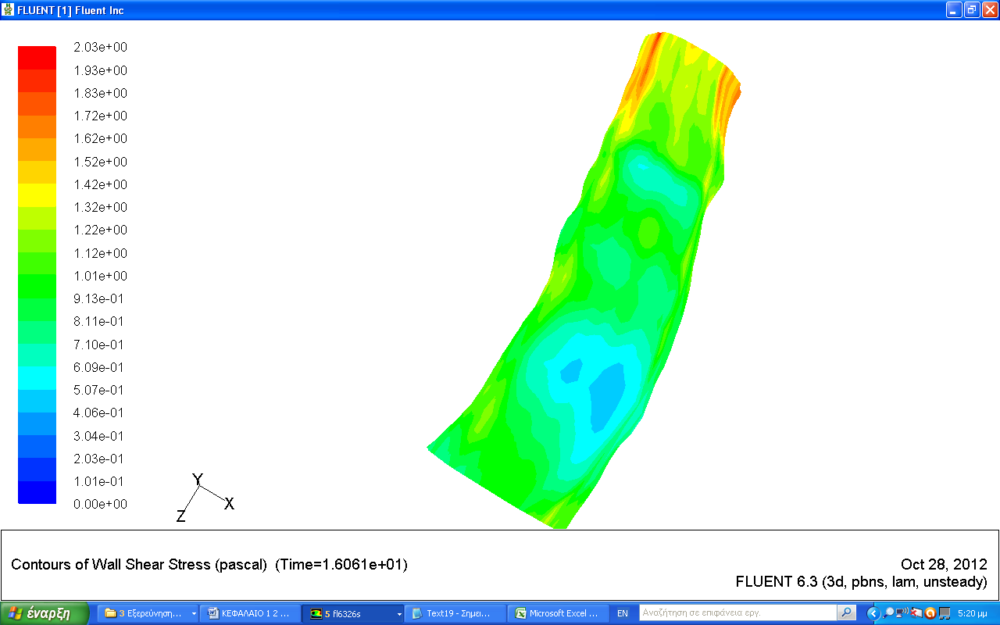 FLUENT [1] Fluent Inc
2.03e+00
1.93e+00
1.83e+00
1.72e+00
1.62e+00
1.52e+00
1.42e+00
1.32e+00
1.22e+00
1.12e+00
1.01e+00
9.13e-01
8.11e-01
7.10e-01
6.09e-01
5.07e-01
4.06e-01
3.04e-01
2.03e-01
1.01e-01
0.00e+00
Y
X
Z
Contours of Wall Shear Stress (pascal) (Time=1.6061e+01)
Oct 28, 2012
FLUENT 6.3 (3d, pbns, lam, unsteady)
έναρξη
3 Εξερεύνηση...
ΚΕΦΑΛΑΙΟ 1 2 ...
5 fl6326s
Text19 - Σημει...
Microsoft Excel ...
EN
Αναζήτηση σε επιφάνεια εργ.
5:20 μμ